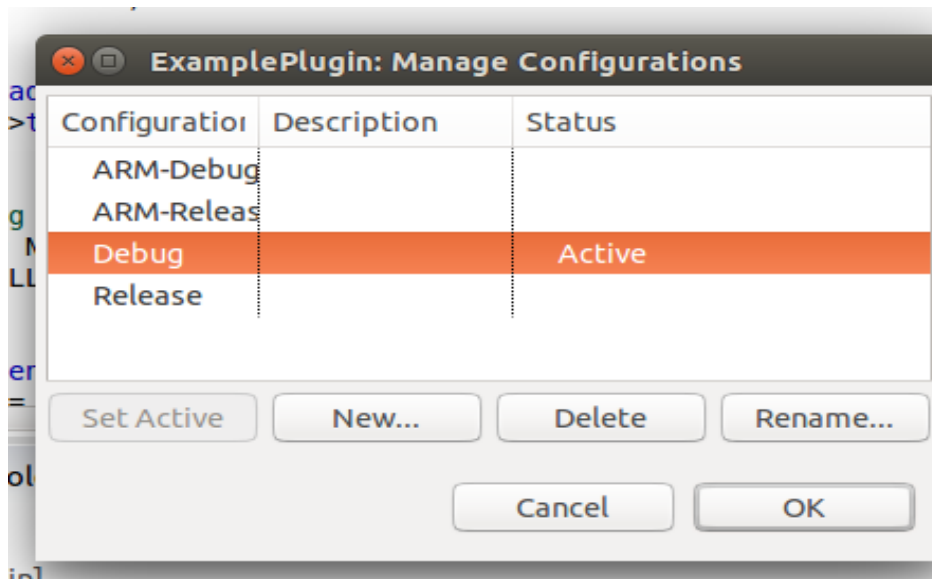 ExamplePlugin: Manage Configurations
Configuration Description Status
ARM-Debug
ARM-Releas
Debug Active
Release
Set Active New... Delete Rename...
Cancel OK